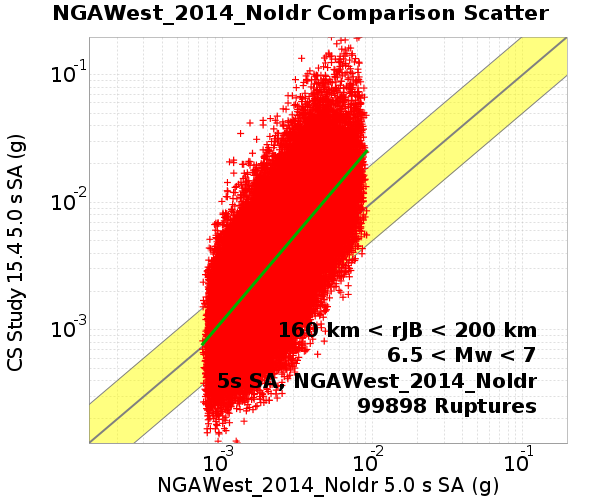 NGAWest_2014_NoIdr Comparison Scatter
CS Study 15.4 5.0 s SA (g)
10-1
10-2
10-3
160 km < rJB < 200 km
6.5 < Mw < 7
5s SA, NGAWest_2014_NoIdr
99898 Ruptures
10-3 10-2 10-1
NGAWest_2014_NoIdr 5.0 s SA (g)